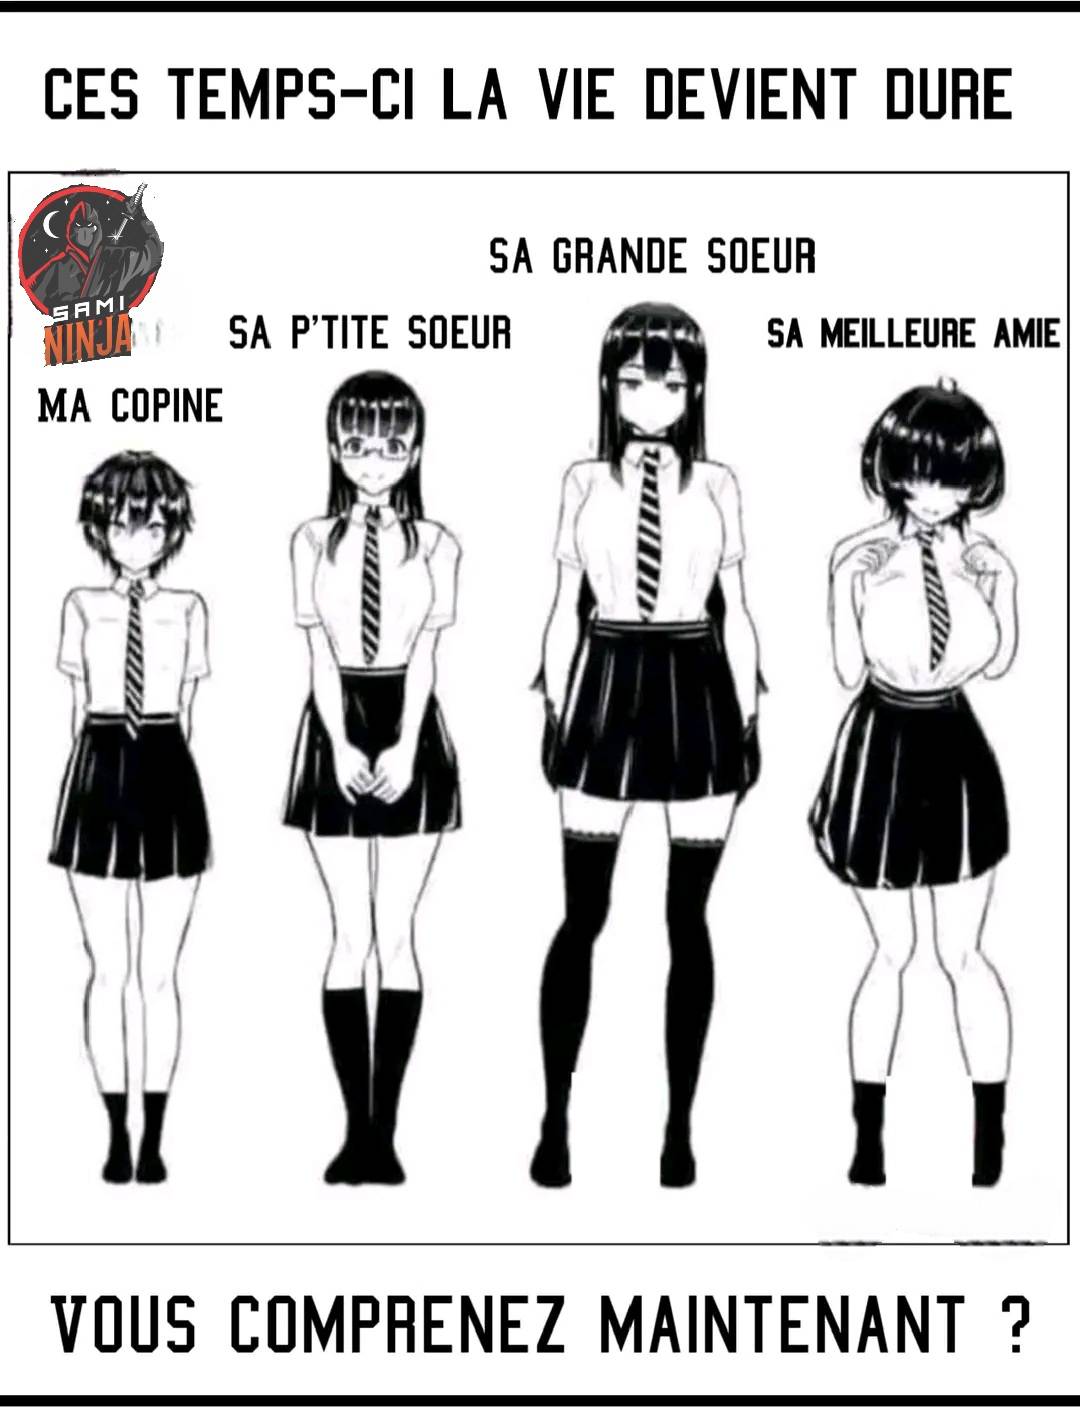 CES TEMPS-CI LA VIE DEVIENT DURE
SAMI
NINJA
SA GRANDE SOEUR
SA P'TITE SOEUR
SA MEILLEURE AMIE
MA COPINE
VOUS COMPRENEZ MAINTENANT ?